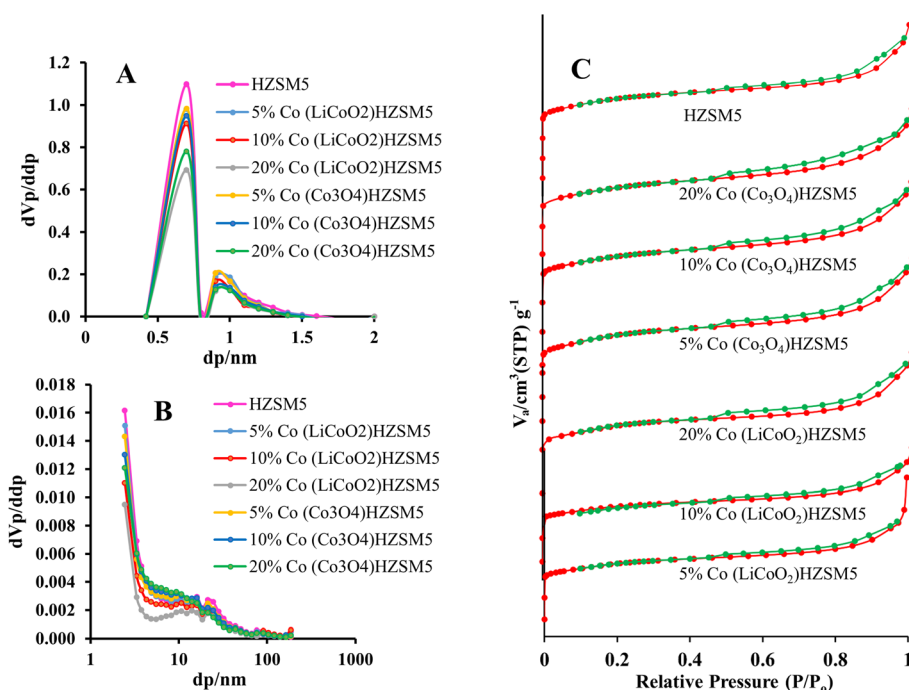 A
dVp/ddp
1.2
1.0
0.8
0.6
0.4
0.2
0.0
0
0.5
1
1.5
2
dp/nm
HZSM5
5% Co (LiCoO2)HZSM5
10% Co (LiCoO2)HZSM5
20% Co (LiCoO2)HZSM5
5% Co (Co3O4)HZSM5
10% Co (Co3O4)HZSM5
20% Co (Co3O4)HZSM5
B
dVp/ddp
0.018
0.016
0.014
0.012
0.010
0.008
0.006
0.004
0.002
0.000
1
10
100
1000
dp/nm
HZSM5
5% Co (LiCoO2)HZSM5
10% Co (LiCoO2)HZSM5
20% Co (LiCoO2)HZSM5
5% Co (Co3O4)HZSM5
10% Co (Co3O4)HZSM5
20% Co (Co3O4)HZSM5
C
Vₐ/cm³(STP) g⁻¹
HZSM5
20% Co (Co₃O₄)HZSM5
10% Co (Co₃O₄)HZSM5
5% Co (Co₃O₄)HZSM5
20% Co (LiCoO₂)HZSM5
10% Co (LiCoO₂)HZSM5
5% Co (LiCoO₂)HZSM5
0
0.2
0.4
0.6
0.8
1
Relative Pressure (P/Pₒ)